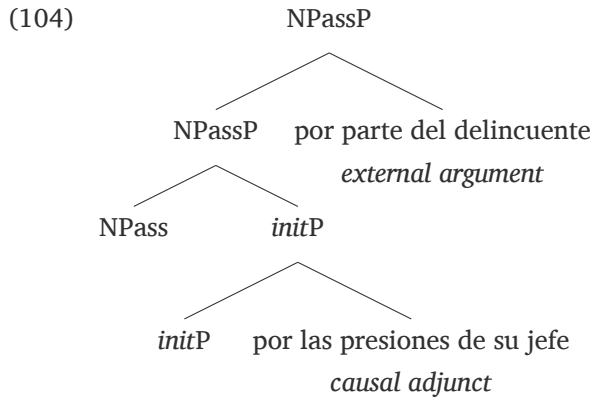 (104) NPassP
NPassP por parte del delincuente
external argument
NPass initP
initP por las presiones de su jefe
causal adjunct